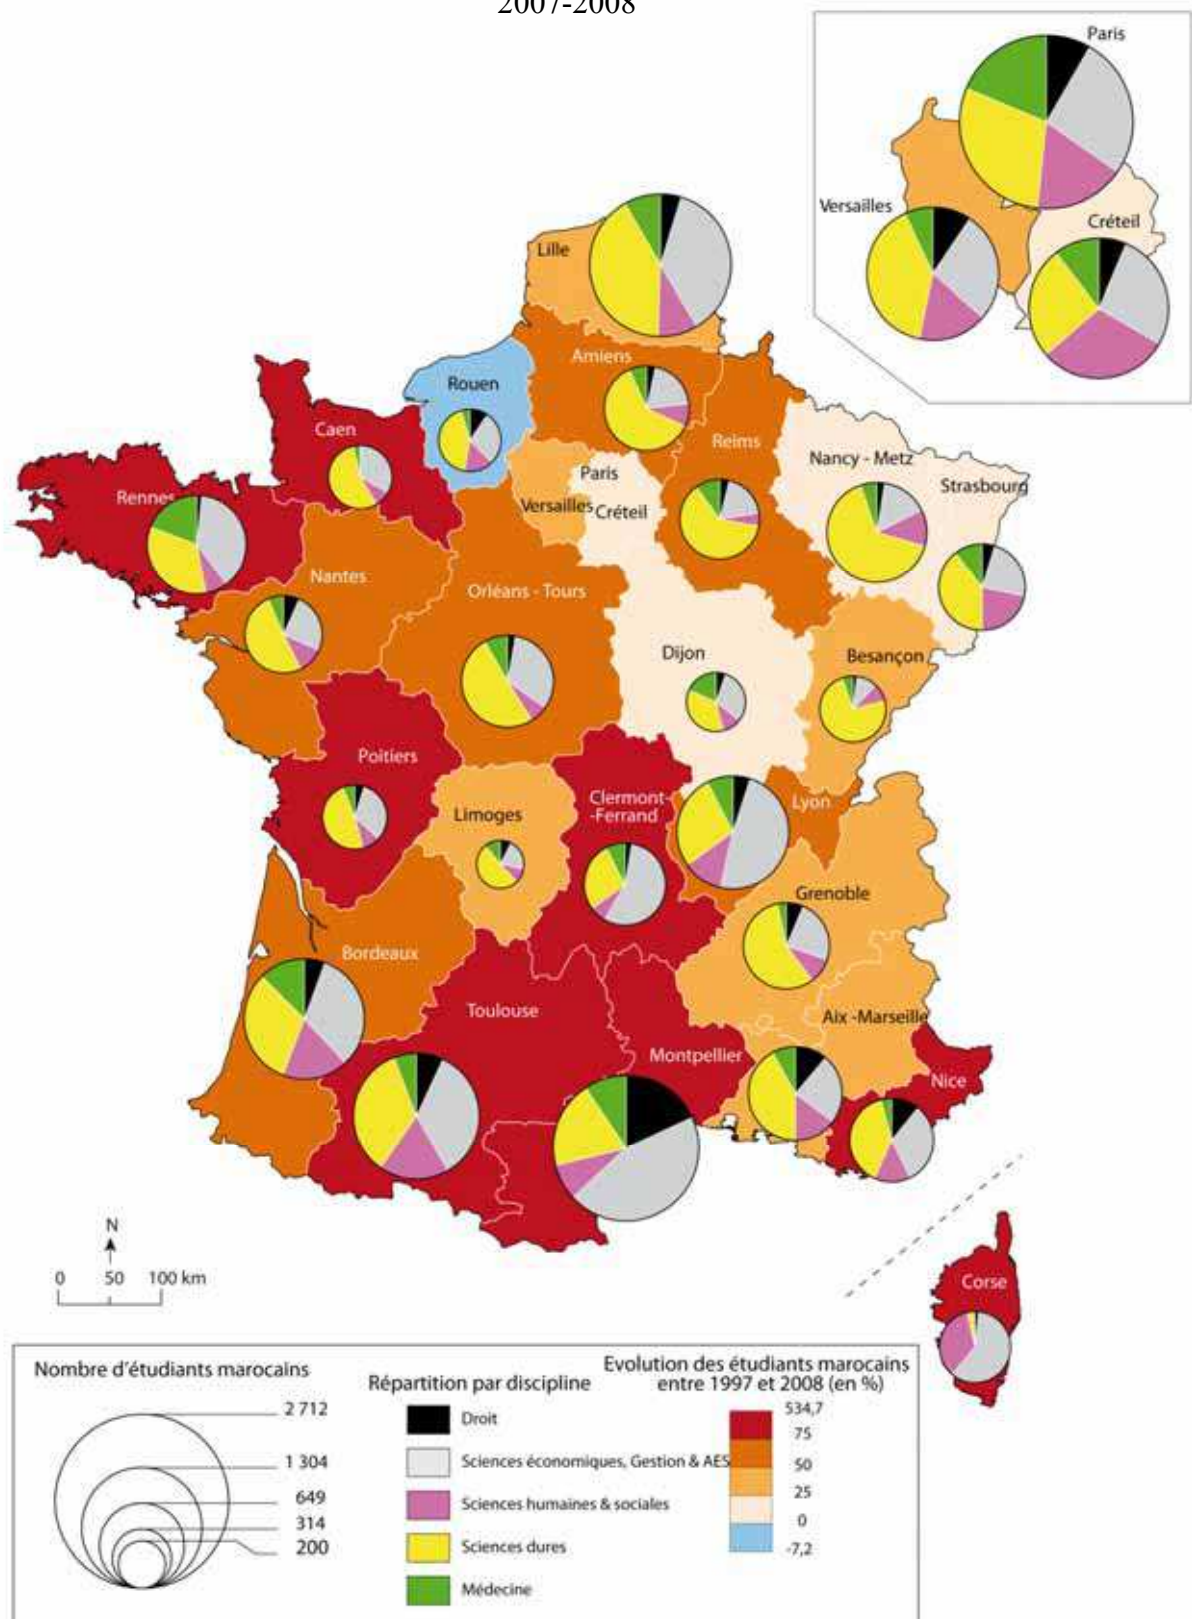 2007-2008
Paris
Versailles
Créteil
Lille
Amiens
Rouen
Caen
Reims
Nancy - Metz
Paris
Rennes
Strasbourg
Versailles
Créteil
Nantes
Orléans - Tours
Dijon
Besançon
Poitiers
Clermont-
-Ferrand
Lyon
Limoges
Grenoble
Bordeaux
Toulouse
Aix -Marseille
Montpellier
Nice
N
0 50 100 km
Corse
Nombre d'étudiants marocains
2 712
1 304
649
314
200
Répartition par discipline
Droit
Sciences économiques, Gestion & AES
Sciences humaines & sociales
Sciences dures
Médecine
Evolution des étudiants marocains
entre 1997 et 2008 (en %)
534,7
75
50
25
0
-7,2